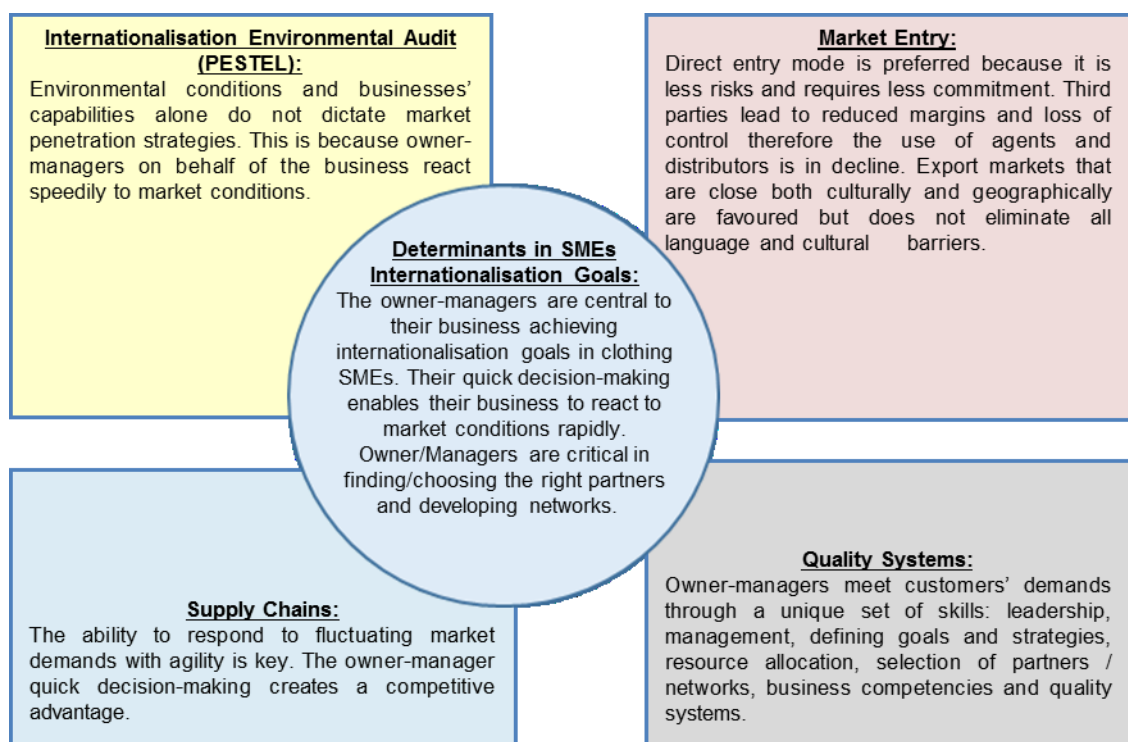 Internationalisation Environmental Audit
(PESTEL):
Environmental conditions and businesses’
capabilities alone do not dictate market
penetration strategies. This is because owner-
managers on behalf of the business react
speedily to market conditions.
Market Entry:
Direct entry mode is preferred because it is
less risks and requires less commitment. Third
parties lead to reduced margins and loss of
control therefore the use of agents and
distributors is in decline. Export markets that
are close both culturally and geographically
are favoured but does not eliminate all
language and cultural barriers.
Determinants in SMEs
Internationalisation Goals:
The owner-managers are central to
their business achieving
internationalisation goals in clothing
SMEs. Their quick decision-making
enables their business to react to
market conditions rapidly.
Owner/Managers are critical in
finding/choosing the right partners
and developing networks.
Supply Chains:
The ability to respond to fluctuating market
demands with agility is key. The owner-manager
quick decision-making creates a competitive
advantage.
Quality Systems:
Owner-managers meet customers’ demands
through a unique set of skills: leadership,
management, defining goals and strategies,
resource allocation, selection of partners /
networks, business competencies and quality
systems.